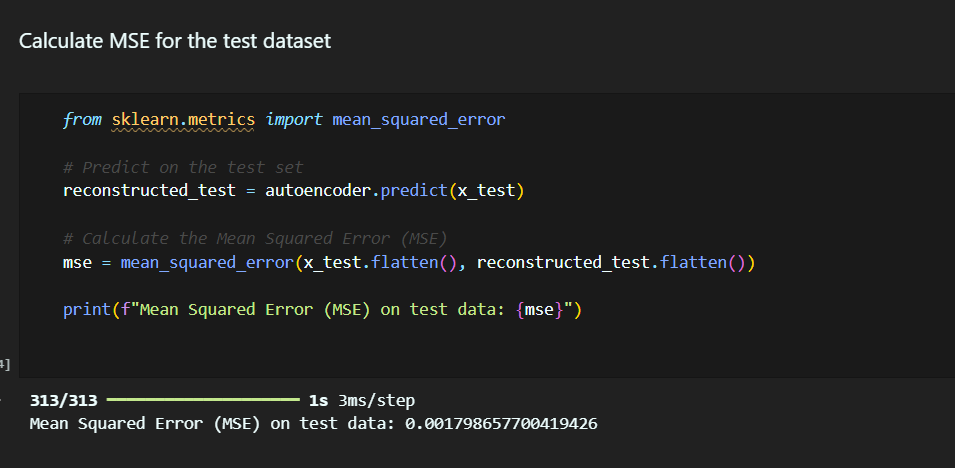 Calculate MSE for the test dataset
from sklearn.metrics import mean_squared_error
# Predict on the test set
reconstructed_test = autoencoder.predict(x_test)
# Calculate the Mean Squared Error (MSE)
mse = mean_squared_error(x_test.flatten(), reconstructed_test.flatten())
print(f"Mean Squared Error (MSE) on test data: {mse}")
4]
313/313 ━━━━━━━━━━━━━━━━━━━━ 1s 3ms/step
Mean Squared Error (MSE) on test data: 0.001798657700419426